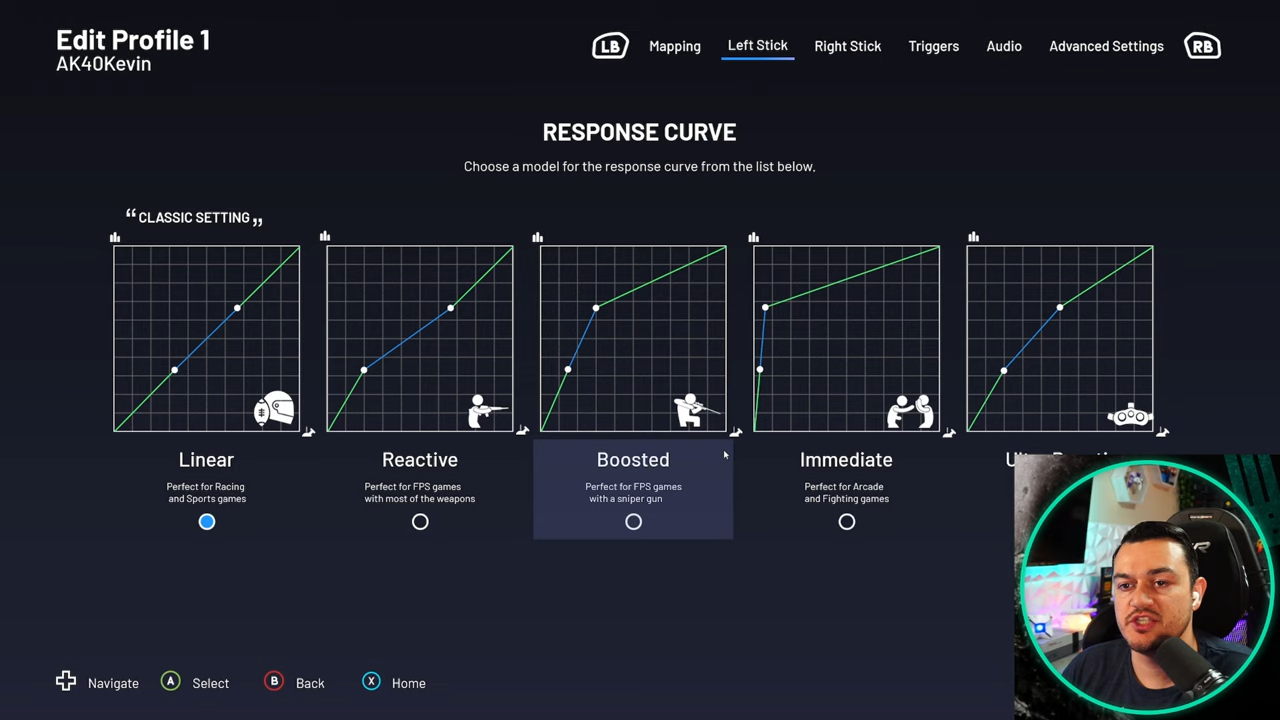 Edit Profile 1
AK40Kevin
LB Mapping Left Stick Right Stick Triggers Audio Advanced Settings RB
RESPONSE CURVE
Choose a model for the response curve from the list below.
“ CLASSIC SETTING „
Linear
Perfect for Racing
and Sports games
Reactive
Perfect for FPS games
with most of the weapons
Boosted
Perfect for FPS games
with a sniper gun
Immediate
Perfect for Arcade
and Fighting games
Navigate A Select B Back X Home